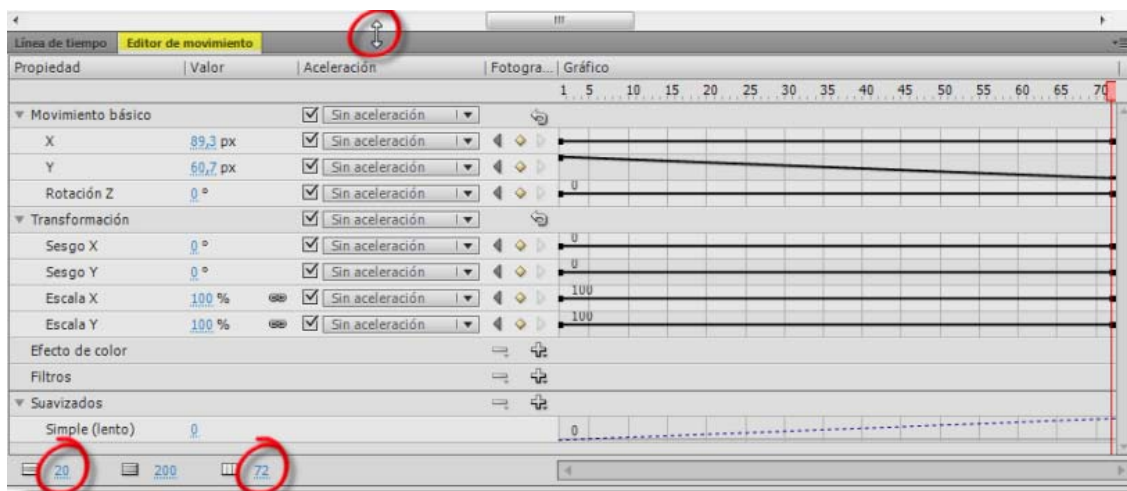 Línea de tiempo Editor de movimiento
Propiedad Valor Aceleración Fotogra... Gráfico
1 5 10 15 20 25 30 35 40 45 50 55 60 65 70
Movimiento básico Sin aceleración
X 89,3 px Sin aceleración
Y 60,7 px Sin aceleración
Rotación Z 0 ° Sin aceleración 0
Transformación Sin aceleración
Sesgo X 0 ° Sin aceleración 0
Sesgo Y 0 ° Sin aceleración 0
Escala X 100 % Sin aceleración 100
Escala Y 100 % Sin aceleración 100
Efecto de color
Filtros
Suavizados
Simple (lento) 0 0
20 200 72